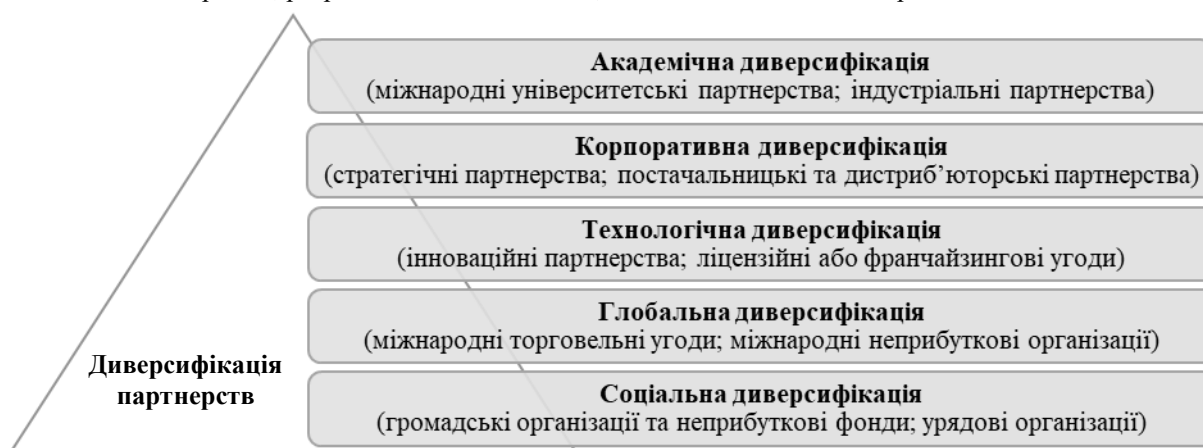 Академічна диверсифікація
(міжнародні університетські партнерства; індустріальні партнерства)
Корпоративна диверсифікація
(стратегічні партнерства; постачальницькі та дистриб’юторські партнерства)
Технологічна диверсифікація
(інноваційні партнерства; ліцензійні або франчайзингові угоди)
Глобальна диверсифікація
(міжнародні торговельні угоди; міжнародні неприбуткові організації)
Диверсифікація
партнерств
Соціальна диверсифікація
(громадські організації та неприбуткові фонди; урядові організації)